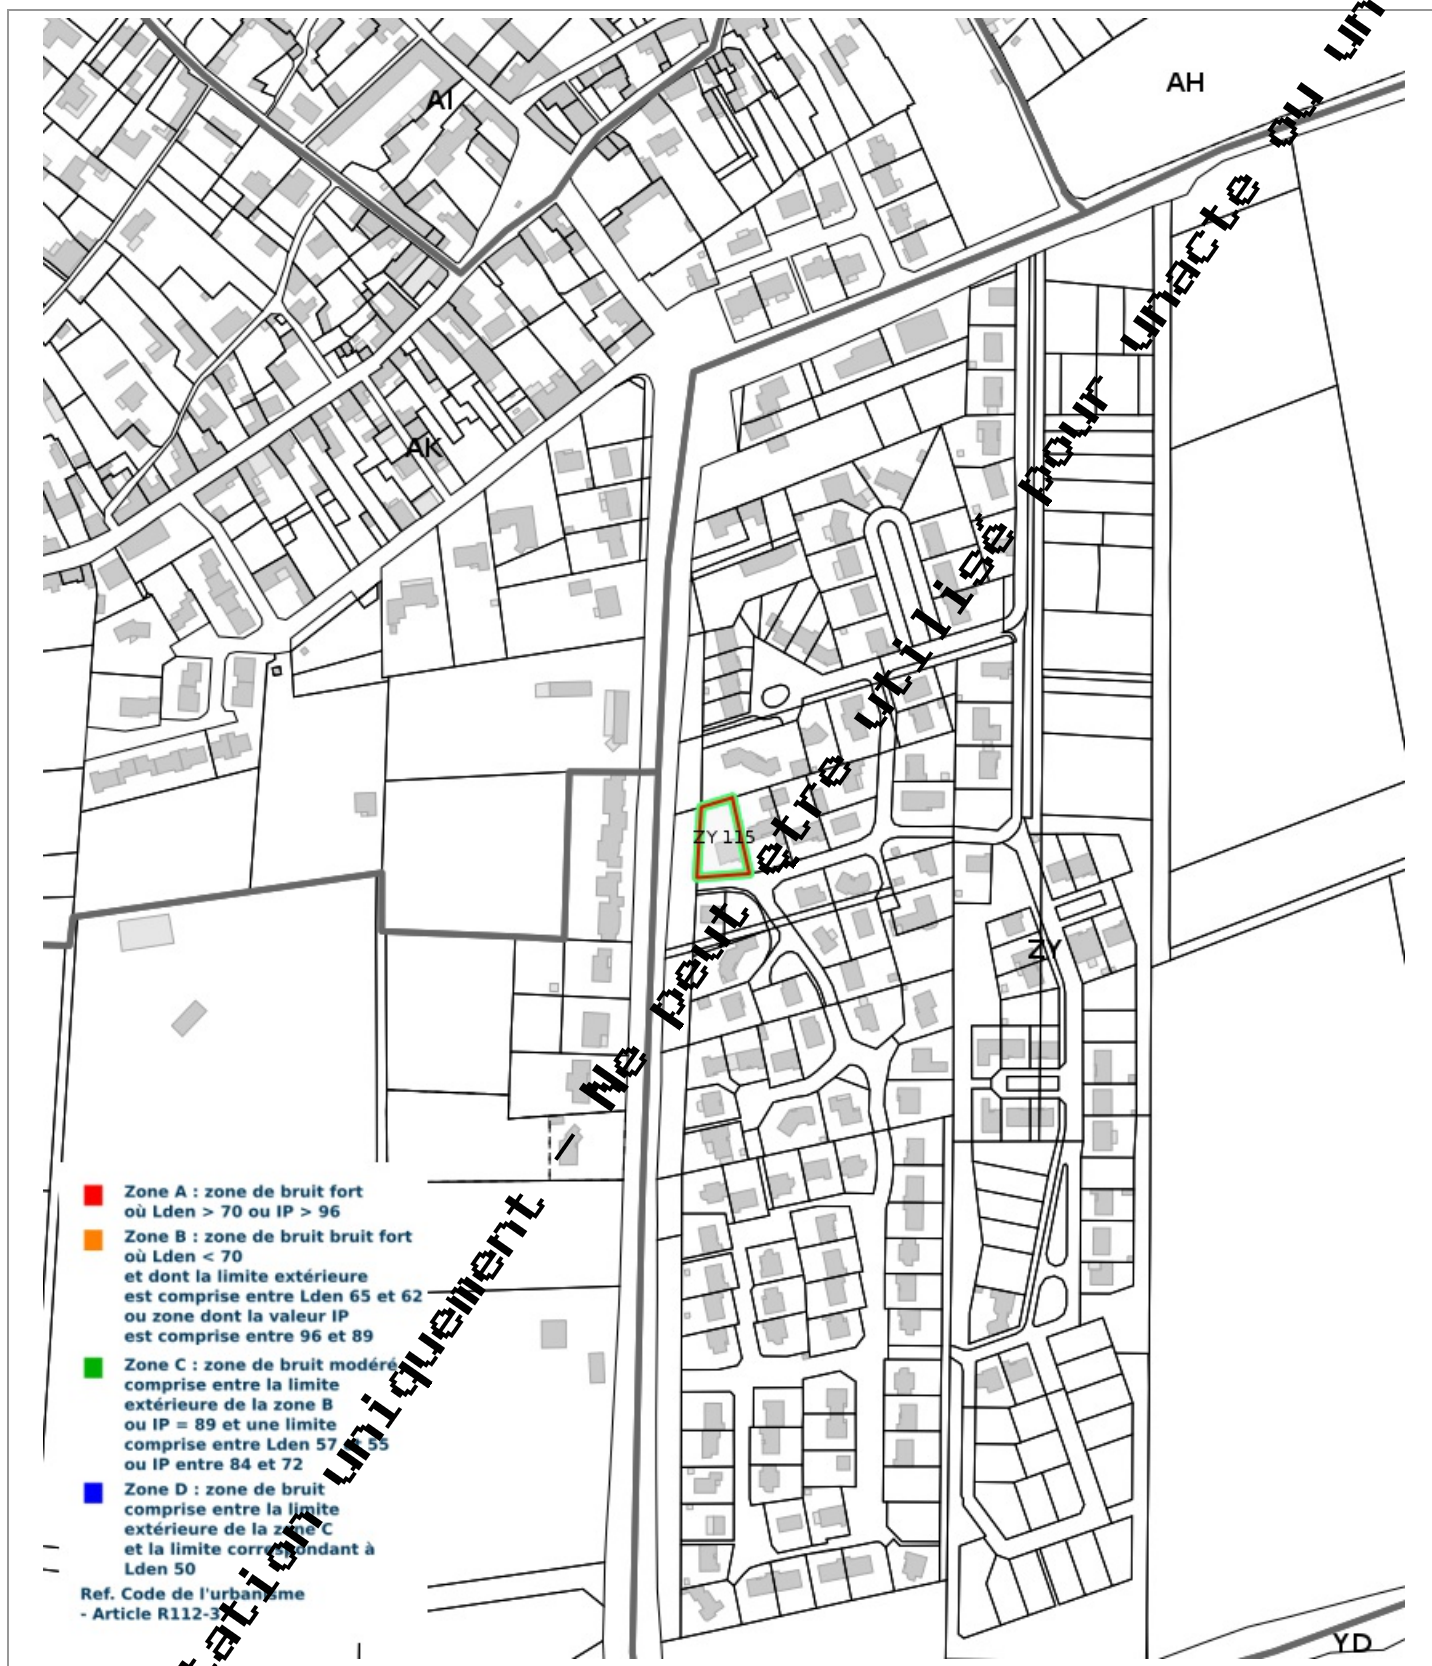 AI
AH
AK
ZY 115
ZY
YD
Zone A : zone de bruit fort
où Lden > 70 ou IP > 96
Zone B : zone de bruit bruit fort
où Lden < 70
et dont la limite extérieure
est comprise entre Lden 65 et 62
ou zone dont la valeur IP
est comprise entre 96 et 89
Zone C : zone de bruit modéré
comprise entre la limite
extérieure de la zone B
ou IP = 89 et une limite
comprise entre Lden 57 et 55
ou IP entre 84 et 72
Zone D : zone de bruit
comprise entre la limite
extérieure de la zone C
et la limite correspondant à
Lden 50
Ref. Code de l'urbanisme
- Article R112-3
tation uniquement / Ne peut etre utilisé pour unacte ou un